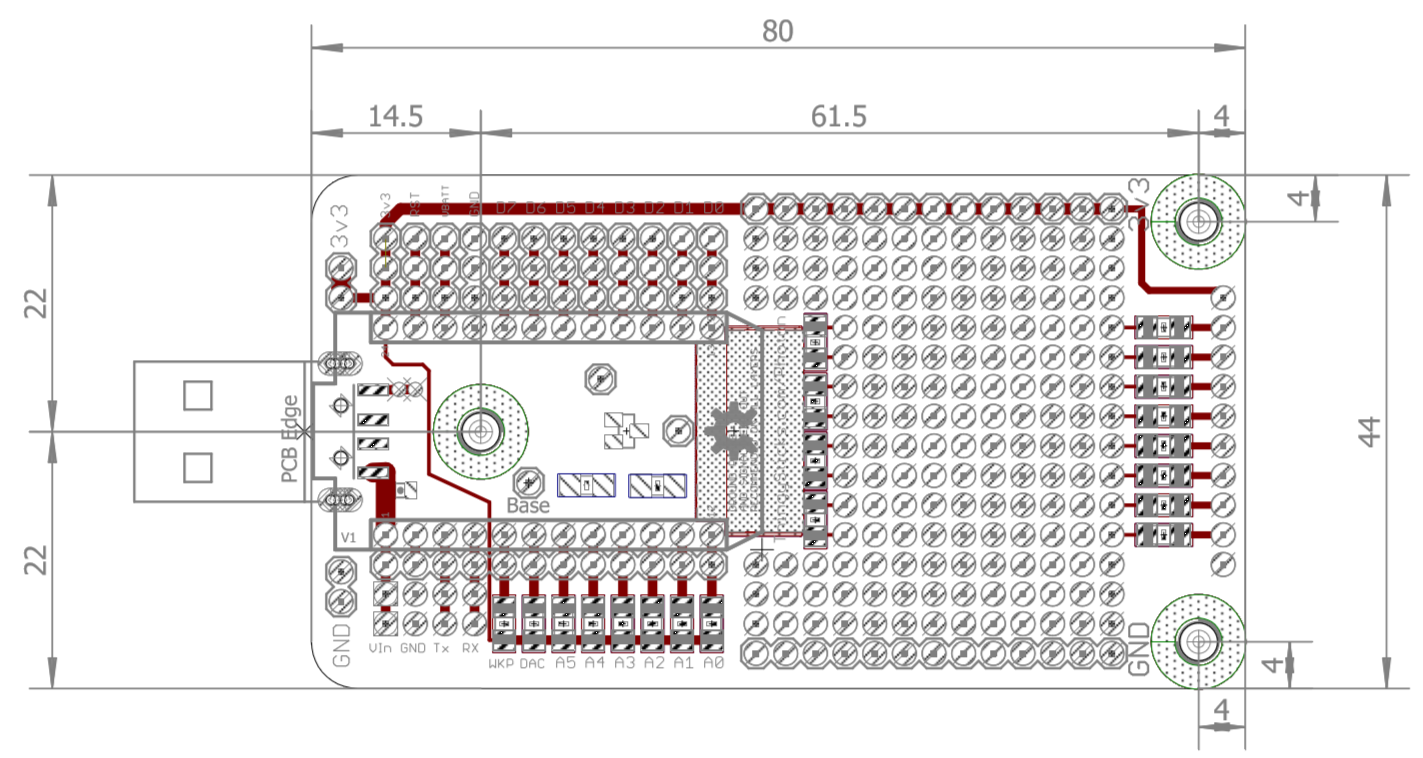 80
14.5 61.5 4
3v3 RST VBATT GND D7 D6 D5 D4 D3 D2 D1 D0
3v3
3v3
4
22
44
PCB Edge
Base
V1
22
GND
VIn GND Tx RX
WKP DAC A5 A4 A3 A2 A1 A0
GND
4
4